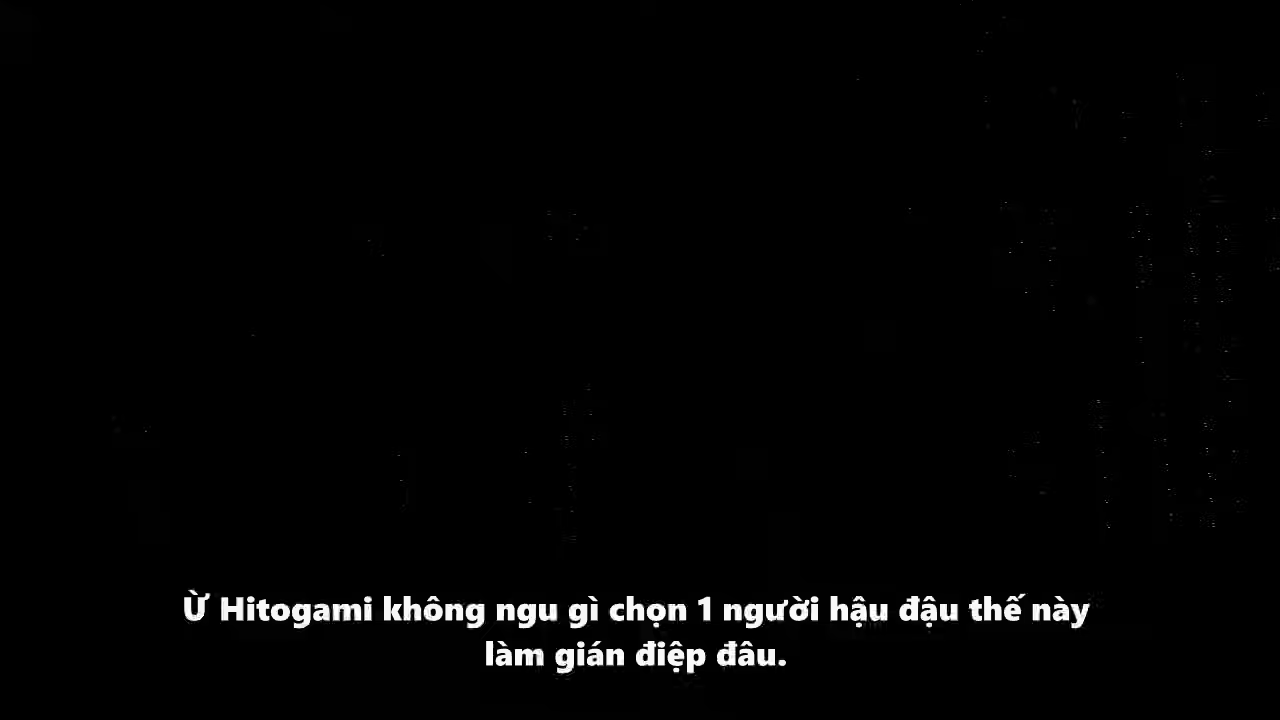 Ừ Hitogami không ngu gì chọn 1 người hậu đậu thế này
làm gián điệp đâu.